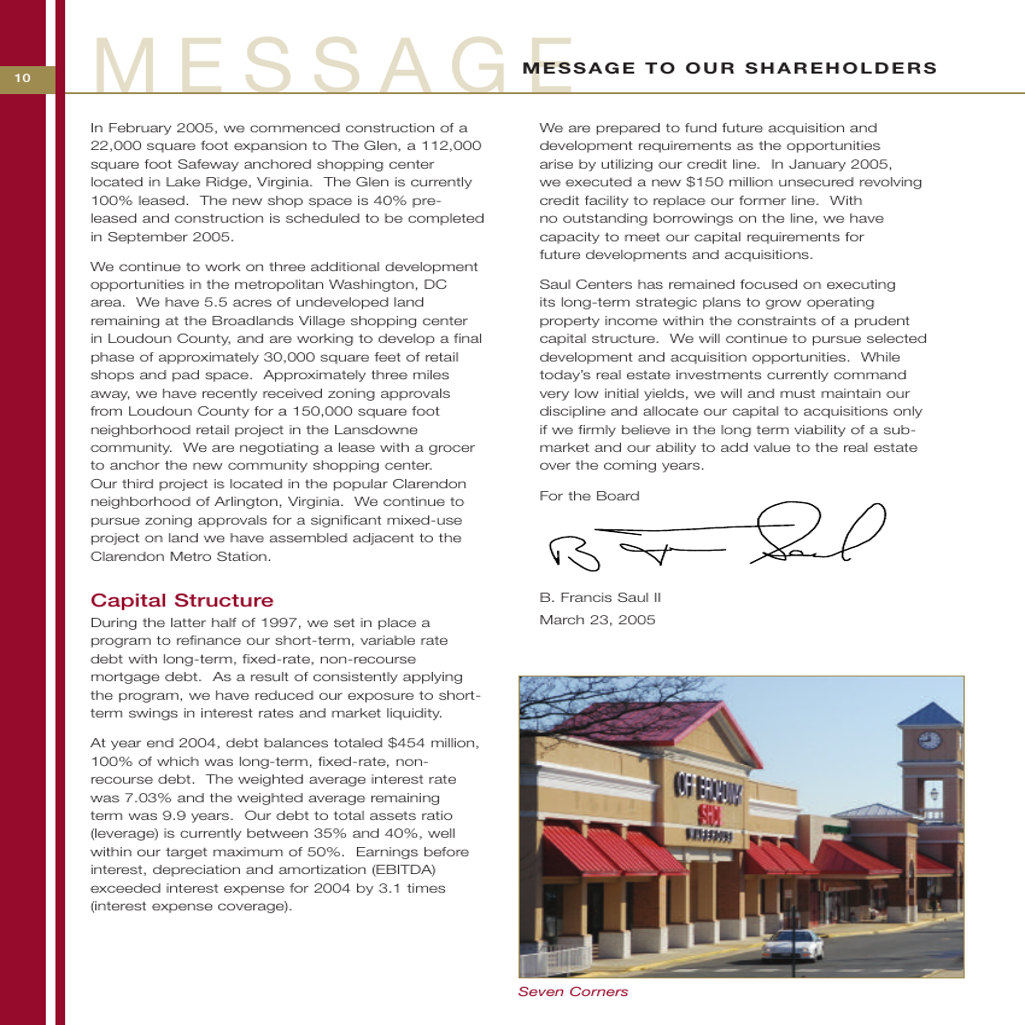 10
MESSAGE
MESSAGE TO OUR SHAREHOLDERS
In February 2005, we commenced construction of a
22,000 square foot expansion to The Glen, a 112,000
square foot Safeway anchored shopping center
located in Lake Ridge, Virginia.  The Glen is currently
100% leased.  The new shop space is 40% pre-
leased and construction is scheduled to be completed
in September 2005.
We continue to work on three additional development
opportunities in the metropolitan Washington, DC
area.  We have 5.5 acres of undeveloped land
remaining at the Broadlands Village shopping center
in Loudoun County, and are working to develop a final
phase of approximately 30,000 square feet of retail
shops and pad space.  Approximately three miles
away, we have recently received zoning approvals
from Loudoun County for a 150,000 square foot
neighborhood retail project in the Lansdowne
community.  We are negotiating a lease with a grocer
to anchor the new community shopping center.
Our third project is located in the popular Clarendon
neighborhood of Arlington, Virginia.  We continue to
pursue zoning approvals for a significant mixed-use
project on land we have assembled adjacent to the
Clarendon Metro Station.
Capital Structure
During the latter half of 1997, we set in place a
program to refinance our short-term, variable rate
debt with long-term, fixed-rate, non-recourse
mortgage debt.  As a result of consistently applying
the program, we have reduced our exposure to short-
term swings in interest rates and market liquidity.
At year end 2004, debt balances totaled $454 million,
100% of which was long-term, fixed-rate, non-
recourse debt.  The weighted average interest rate
was 7.03% and the weighted average remaining
term was 9.9 years.  Our debt to total assets ratio
(leverage) is currently between 35% and 40%, well
within our target maximum of 50%.  Earnings before
interest, depreciation and amortization (EBITDA)
exceeded interest expense for 2004 by 3.1 times
(interest expense coverage).
We are prepared to fund future acquisition and
development requirements as the opportunities
arise by utilizing our credit line.  In January 2005,
we executed a new $150 million unsecured revolving
credit facility to replace our former line.  With
no outstanding borrowings on the line, we have
capacity to meet our capital requirements for
future developments and acquisitions.
Saul Centers has remained focused on executing
its long-term strategic plans to grow operating
property income within the constraints of a prudent
capital structure.  We will continue to pursue selected
development and acquisition opportunities.  While
today's real estate investments currently command
very low initial yields, we will and must maintain our
discipline and allocate our capital to acquisitions only
if we firmly believe in the long term viability of a sub-
market and our ability to add value to the real estate
over the coming years.
For the Board
B. Francis Saul II
March 23, 2005
OFF BROADWAY
SHOE
WAREHOUSE
Seven Corners